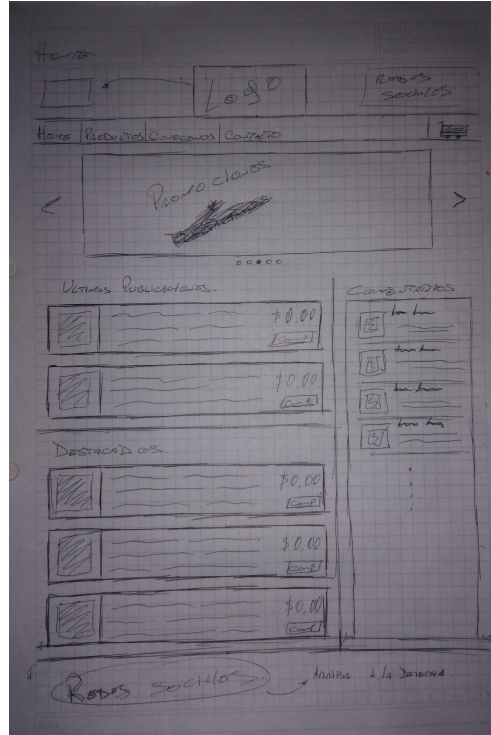 Home
Logo
Redes
Sociales
Home Productos Conocenos Contacto
Promociones
< >
Ultimas Publicaciones
Comentarios
$0.00
$0.00
Destacados
$0.00
$0.00
$0.00
Redes Sociales
Arriba a la Derecha